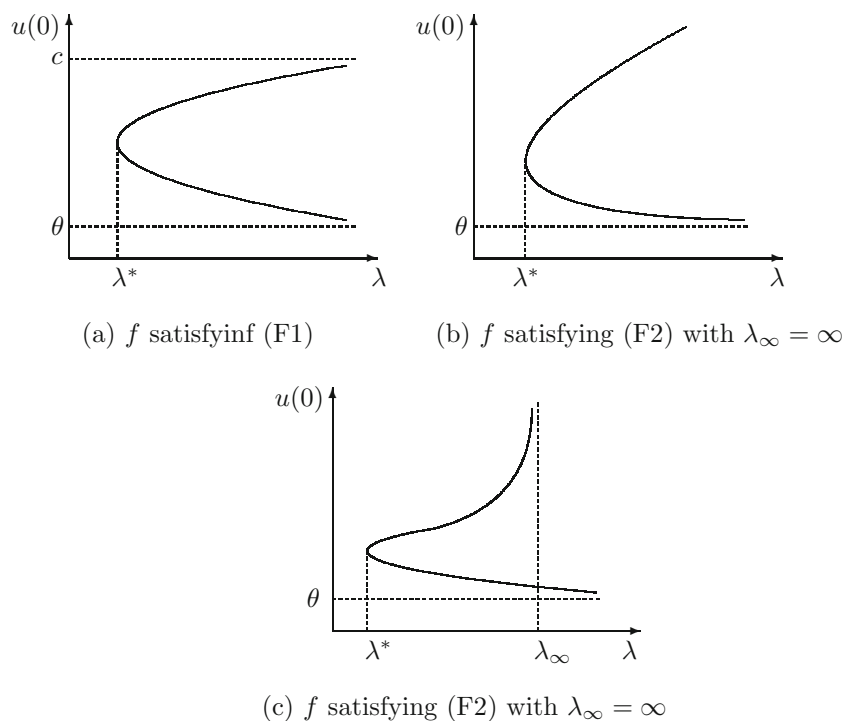 u(0)
c
θ
λ*
λ
(a) f satisfyinf (F1)
u(0)
θ
λ*
λ
(b) f satisfying (F2) with λ∞ = ∞
u(0)
θ
λ*
λ∞
λ
(c) f satisfying (F2) with λ∞ = ∞